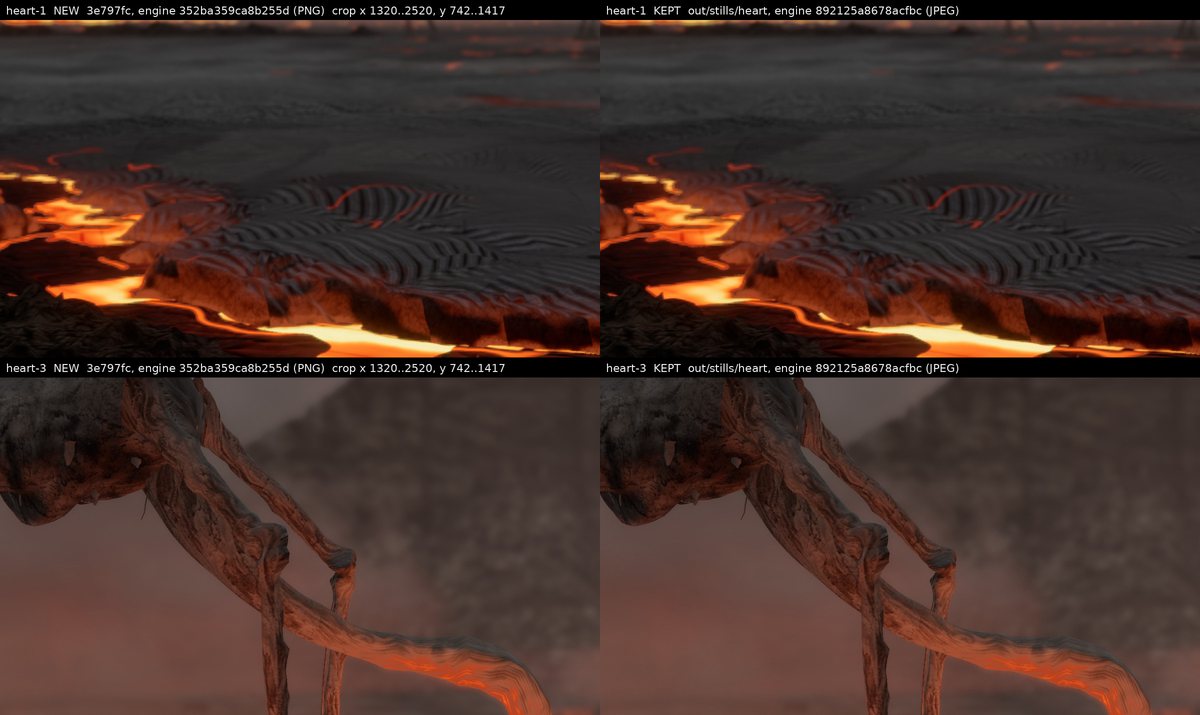 heart-1  NEW  3e797fc, engine 352ba359ca8b255d (PNG)  crop x 1320..2520, y 742..1417
heart-1  KEPT  out/stills/heart, engine 892125a8678acfbc (JPEG)
heart-3  NEW  3e797fc, engine 352ba359ca8b255d (PNG)  crop x 1320..2520, y 742..1417
heart-3  KEPT  out/stills/heart, engine 892125a8678acfbc (JPEG)